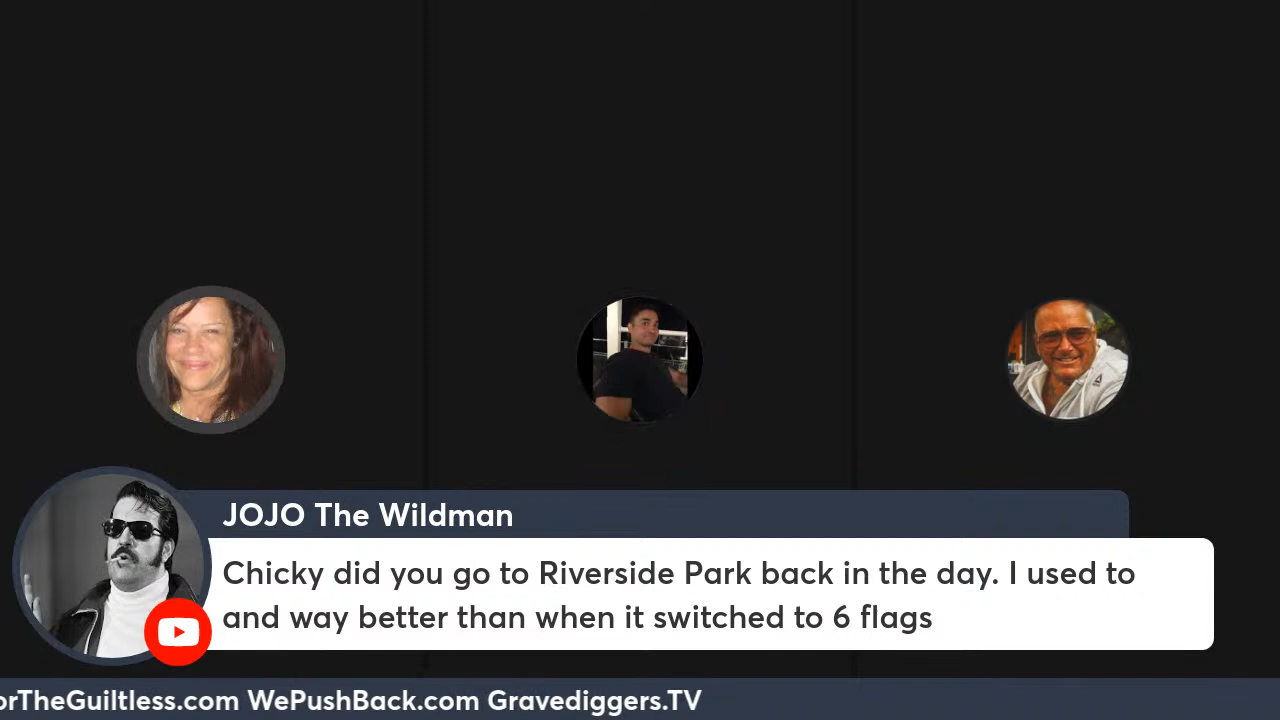 JOJO The Wildman
Chicky did you go to Riverside Park back in the day. I used to
and way better than when it switched to 6 flags
orTheGuiltless.com WePushBack.com Gravediggers.TV